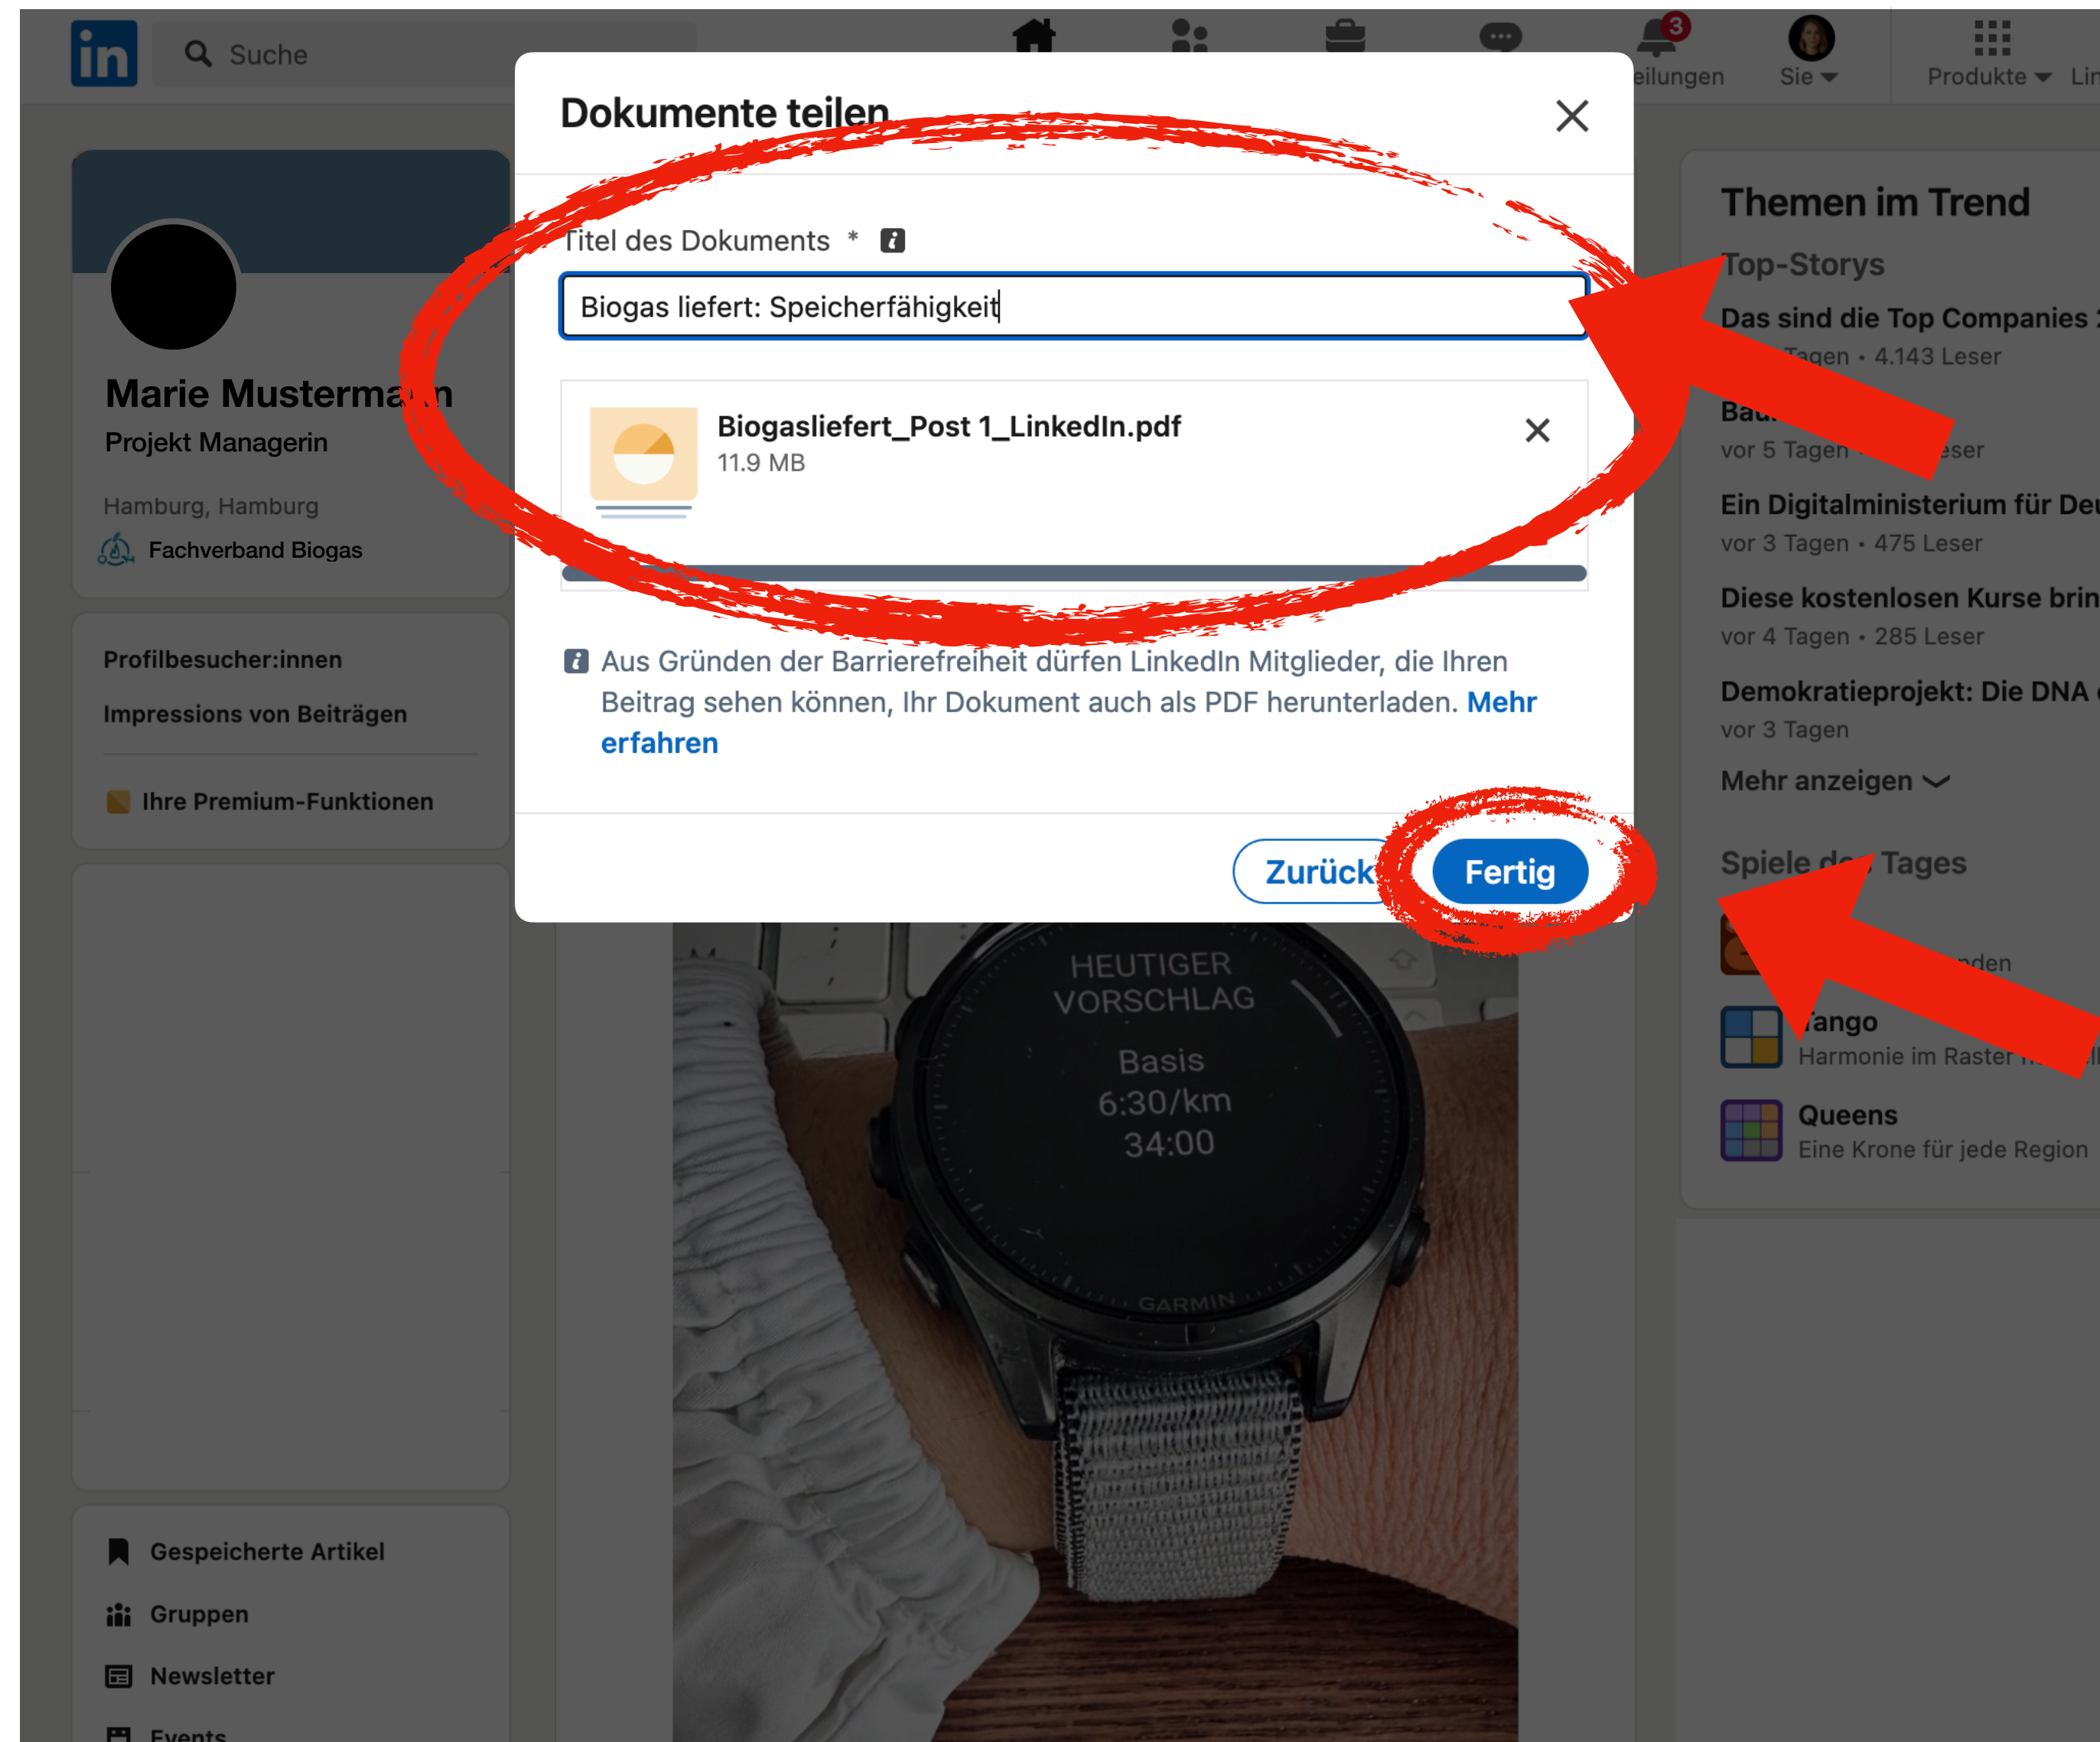 in
Suche
3
eilungen
Sie
Produkte
Lin
Dokumente teilen
Titel des Dokuments *
Biogas liefert: Speicherfähigkeit
Biogasliefert_Post 1_LinkedIn.pdf
11.9 MB
Aus Gründen der Barrierefreiheit dürfen LinkedIn Mitglieder, die Ihren
Beitrag sehen können, Ihr Dokument auch als PDF herunterladen. Mehr
erfahren
Zurück
Fertig
Marie Mustermann
Projekt Managerin
Hamburg, Hamburg
Fachverband Biogas
Profilbesucher:innen
Impressions von Beiträgen
Ihre Premium-Funktionen
Gespeicherte Artikel
Gruppen
Newsletter
Events
HEUTIGER
VORSCHLAG
Basis
6:30/km
34:00
GARMIN
Themen im Trend
Top-Storys
Das sind die Top Companies
Tagen • 4.143 Leser
vor 5 Tagen
Ein Digitalministerium für Deu
vor 3 Tagen • 475 Leser
Diese kostenlosen Kurse brin
vor 4 Tagen • 285 Leser
Demokratieprojekt: Die DNA
vor 3 Tagen
Mehr anzeigen
Spiele des Tages
Tango
Harmonie im Raster
Queens
Eine Krone für jede Region